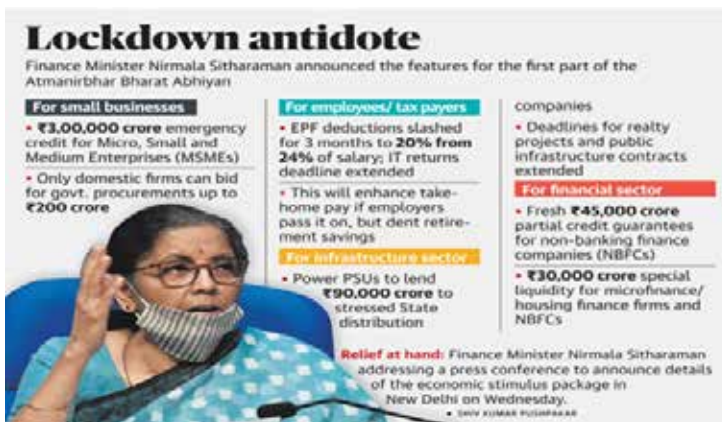 Lockdown antidote
Finance Minister Nirmala Sitharaman announced the features for the first part of the
Atmanirbhar Bharat Abhiyan
For small businesses
• ₹3,00,000 crore emergency
credit for Micro, Small and
Medium Enterprises (MSMEs)
• Only domestic firms can bid
for govt. procurements up to
₹200 crore
For employees/ tax payers
• EPF deductions slashed
for 3 months to 20% from
24% of salary; IT returns
deadline extended
• This will enhance take-
home pay if employers
pass it on, but dent retire-
ment savings
For infrastructure sector
• Power PSUs to lend
₹90,000 crore to
stressed State
distribution
companies
• Deadlines for realty
projects and public
infrastructure contracts
extended
For financial sector
• Fresh ₹45,000 crore
partial credit guarantees
for non-banking finance
companies (NBFCs)
• ₹30,000 crore special
liquidity for microfinance/
housing finance firms and
NBFCs
Relief at hand: Finance Minister Nirmala Sitharaman
addressing a press conference to announce details
of the economic stimulus package in
New Delhi on Wednesday.
• SHIV KUMAR PUSHPAKAR